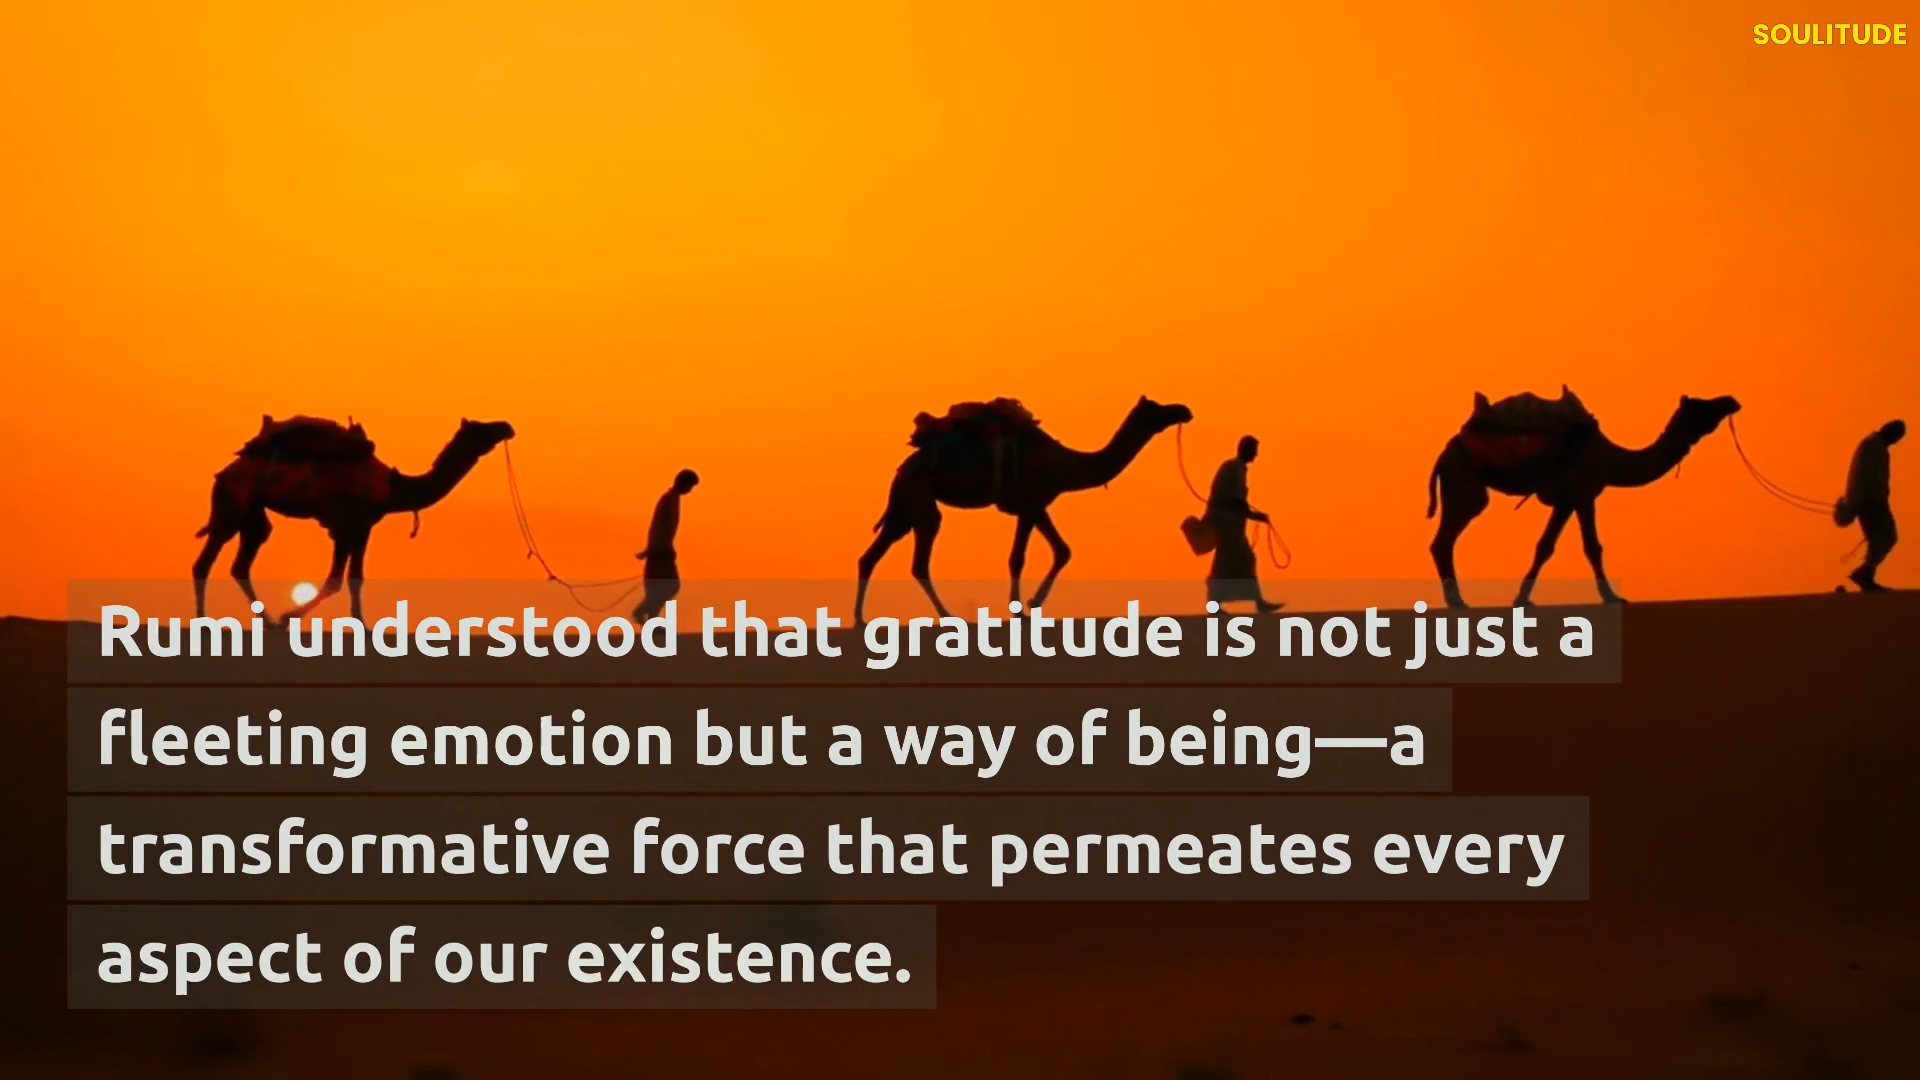 SOULITUDE
Rumi understood that gratitude is not just a
fleeting emotion but a way of being—a
transformative force that permeates every
aspect of our existence.